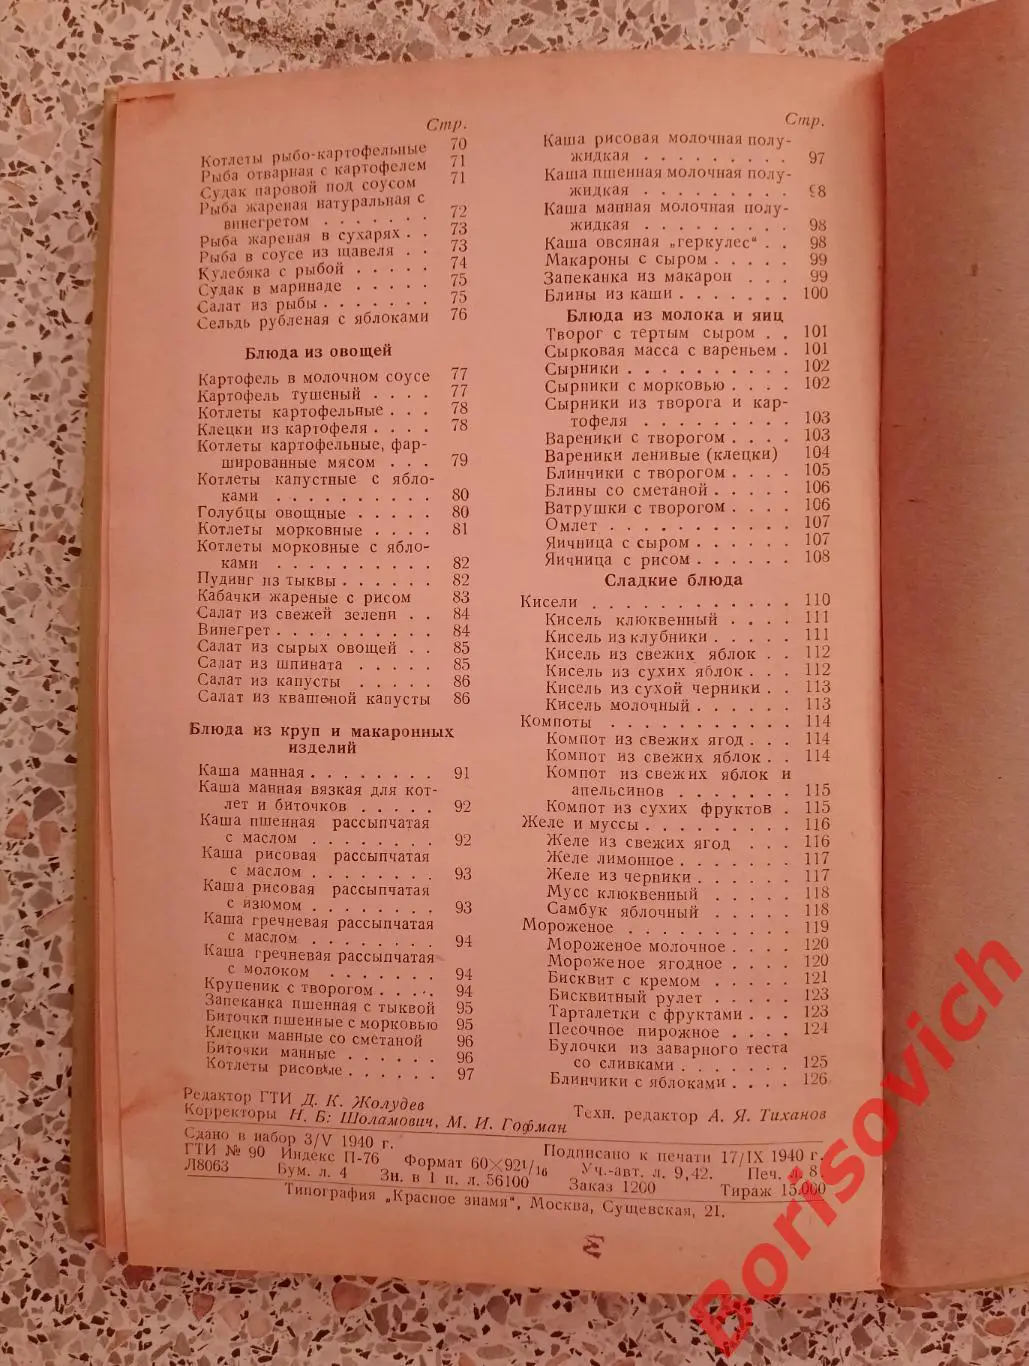 Стр.
Котлеты рыбо-картофельные 70
Рыба отварная с картофелем 71
Судак паровой под соусом 71
Рыба жареная натуральная с
винегретом . . . . . . . 72
Рыба жареная в сухарях . . 73
Рыба в соусе из щавеля . . 73
Кулебяка с рыбой . . . . . 74
Судак в маринаде . . . . . 75
Салат из рыбы . . . . . . . 75
Сельдь рубленая с яблоками 76
Блюда из овощей
Картофель в молочном соусе 77
Картофель тушеный . . . . 77
Котлеты картофельные . . . 78
Клецки из картофеля . . . . 78
Котлеты картофельные, фар-
шированные мясом . . . 79
Котлеты капустные с ябло-
ками . . . . . . . . . . 80
Голубцы овощные . . . . . 80
Котлеты морковные . . . . 81
Котлеты морковные с ябло-
ками . . . . . . . . . . 82
Пудинг из тыквы . . . . . . 82
Кабачки жареные с рисом 83
Салат из свежей зелени . . 84
Винегрет . . . . . . . . . . 84
Салат из сырых овощей . . 85
Салат из шпината . . . . . 85
Салат из капусты . . . . . 86
Салат из квашеной капусты 86
Блюда из круп и макаронных
изделий
Каша манная . . . . . . . . 91
Каша манная вязкая для кот-
лет и биточков . . . . . 92
Каша пшенная рассыпчатая
с маслом . . . . . . . . 92
Каша рисовая рассыпчатая
с маслом . . . . . . . . 93
Каша рисовая рассыпчатая
с изюмом . . . . . . . . 93
Каша гречневая рассыпчатая
с маслом . . . . . . . . 94
Каша гречневая рассыпчатая
с молоком . . . . . . . 94
Крупеник с творогом . . . . 94
Запеканка пшенная с тыквой 95
Биточки пшенные с морковью 95
Клецки манные со сметаной 96
Биточки манные . . . . . . 96
Котлеты рисовые . . . . . . 97
Стр.
Каша рисовая молочная полу-
жидкая . . . . . . . . . 97
Каша пшенная молочная полу-
жидкая . . . . . . . . . 98
Каша манная молочная полу-
жидкая . . . . . . . . . 98
Каша овсяная „геркулес“ . . 98
Макароны с сыром . . . . . 99
Запеканка из макарон . . . 99
Блины из каши . . . . . . . 100
Блюда из молока и яиц
Творог с тертым сыром . . 101
Сырковая масса с вареньем . 101
Сырники . . . . . . . . . . 102
Сырники с морковью . . . . 102
Сырники из творога и кар-
тофеля . . . . . . . . . 103
Вареники с творогом . . . . 103
Вареники ленивые (клецки) 104
Блинчики с творогом . . . . 105
Блины со сметаной . . . . . 106
Ватрушки с творогом . . . . 106
Омлет . . . . . . . . . . . 107
Яичница с сыром . . . . . . 107
Яичница с рисом . . . . . . 108
Сладкие блюда
Кисели . . . . . . . . . . . . 110
Кисель клюквенный . . . . 111
Кисель из клубники . . . . . 111
Кисель из свежих яблок . . 112
Кисель из сухих яблок . . . 112
Кисель из сухой черники . . 113
Кисель молочный . . . . . . 113
Компоты . . . . . . . . . . . 114
Компот из свежих ягод . . . 114
Компот из свежих яблок . . 114
Компот из свежих яблок и
апельсинов . . . . . . . 115
Компот из сухих фруктов . 115
Желе и муссы . . . . . . . . . 116
Желе из свежих ягод . . . 116
Желе лимонное . . . . . . . 117
Желе из черники . . . . . . 117
Мусс клюквенный . . . . . 118
Самбук яблочный . . . . . 118
Мороженое . . . . . . . . . . 119
Мороженое молочное . . . . 120
Мороженое ягодное . . . . 120
Бисквит с кремом . . . . . 121
Бисквитный рулет . . . . . 123
Тарталетки с фруктами . . . 123
Песочное пирожное . . . . 124
Булочки из заварного теста
со сливками . . . . . . . 125
Блинчики с яблоками . . . . 126
Редактор ГТИ Д. К. Жолудев
Техн. редактор А. Я. Тиханов
Корректоры Н. Б. Шоламович, М. И. Гофман
Сдано в набор 3/V 1940 г. Подписано к печати 17/IX 1940 г.
ГТИ № 90 Индекс П-76 Формат 60×92 1/16 Уч.-авт. л. 9,42. Печ. л. 8
Л8063 Бум. л. 4 Зн. в 1 п. л. 56100 Заказ 1200 Тираж 15.000
Типография „Красное знамя“, Москва, Сущевская, 21.
Borisovich